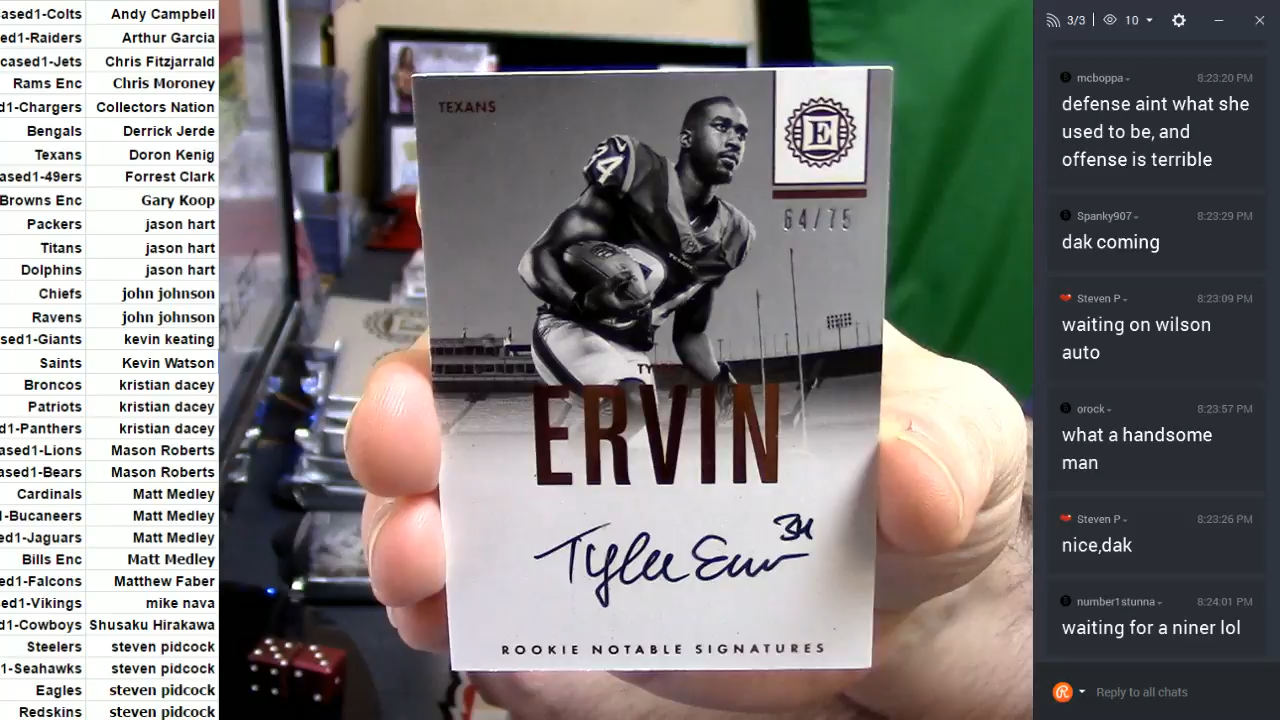 ased1-Colts Andy Campbell
ed1-Raiders Arthur Garcia
cased1-Jets Chris Fitzjarrald
Rams Enc Chris Moroney
d1-Chargers Collectors Nation
Bengals Derrick Jerde
Texans Doron Kenig
ased1-49ers Forrest Clark
Browns Enc Gary Koop
Packers jason hart
Titans jason hart
Dolphins jason hart
Chiefs john johnson
Ravens john johnson
sed1-Giants kevin keating
Saints Kevin Watson
Broncos kristian dacey
Patriots kristian dacey
d1-Panthers kristian dacey
ased1-Lions Mason Roberts
ased1-Bears Mason Roberts
Cardinals Matt Medley
1-Bucaneers Matt Medley
ed1-Jaguars Matt Medley
Bills Enc Matt Medley
ed1-Falcons Matthew Faber
sed1-Vikings mike nava
d1-Cowboys Shusaku Hirakawa
Steelers steven pidcock
1-Seahawks steven pidcock
Eagles steven pidcock
Redskins steven pidcock
TEXANS
E
64/75
34
ERVIN
Tyler Ervin 34
ROOKIE NOTABLE SIGNATURES
3/3 10
mcboppa 8:23:20 PM
defense aint what she
used to be, and
offense is terrible
Spanky907 8:23:29 PM
dak coming
Steven P 8:23:09 PM
waiting on wilson
auto
orock 8:23:57 PM
what a handsome
man
Steven P 8:23:26 PM
nice,dak
number1stunna 8:24:01 PM
waiting for a niner lol
Reply to all chats